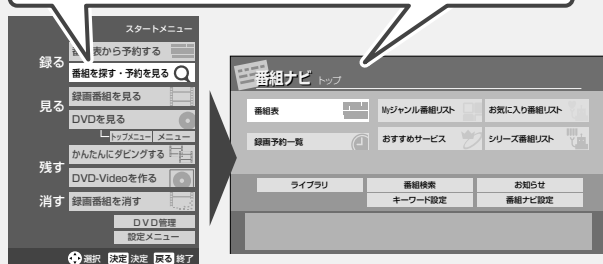 スタートメニュー
録る
番組表から予約する
番組を探す・予約を見る
見る
録画番組を見る
DVDを見る
トップメニュー メニュー
残す
かんたんにダビングする
DVD-Videoを作る
消す
録画番組を消す
DVD管理
設定メニュー
選択 決定 決定 戻る 終了
番組ナビ トップ
番組表 Myジャンル番組リスト お気に入り番組リスト
録画予約一覧 おすすめサービス シリーズ番組リスト
ライブラリ 番組検索 お知らせ
キーワード設定 番組ナビ設定